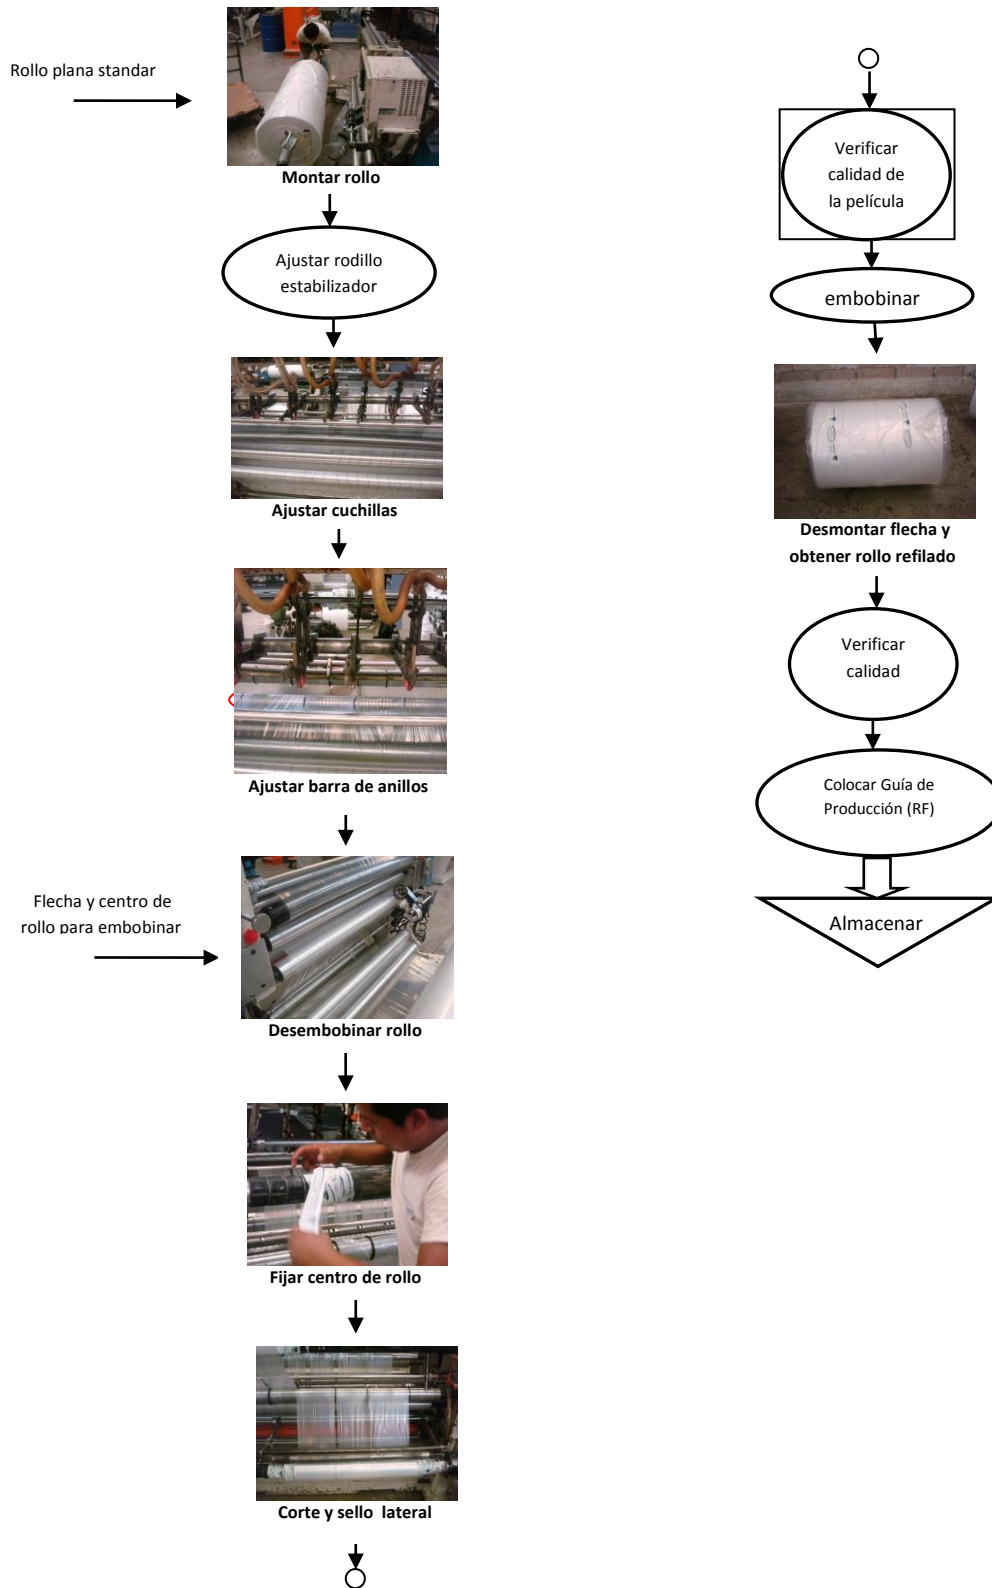 Rollo plana standar
Montar rollo
Ajustar rodillo
estabilizador
Ajustar cuchillas
Ajustar barra de anillos
Flecha y centro de
rollo para embobinar
Desembobinar rollo
Fijar centro de rollo
Corte y sello lateral
Verificar
calidad de
la película
embobinar
Desmontar flecha y
obtener rollo refilado
Verificar
calidad
Colocar Guía de
Producción (RF)
Almacenar